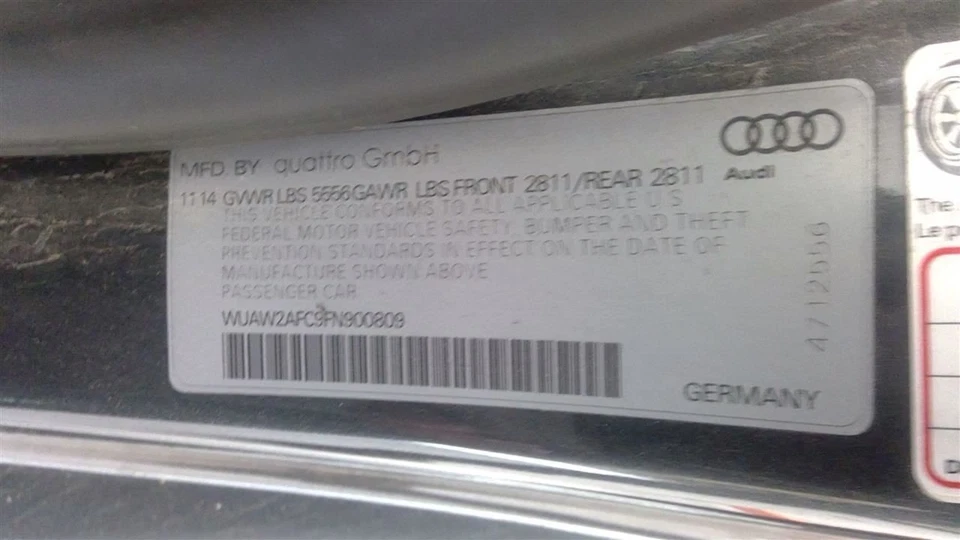 MFD. BY quattro GmbH
Audi
1114 GVWR LBS 5556GAWR LBS FRONT 2811/REAR 2811
THIS VEHICLE CONFORMS TO ALL APPLICABLE U.S
FEDERAL MOTOR VEHICLE SAFETY, BUMPER AND THEFT
PREVENTION STANDARDS IN EFFECT ON THE DATE OF
MANUFACTURE SHOWN ABOVE
PASSENGER CAR
WUAW2AFC9FN900809
GERMANY
4712556
The
Le p
D